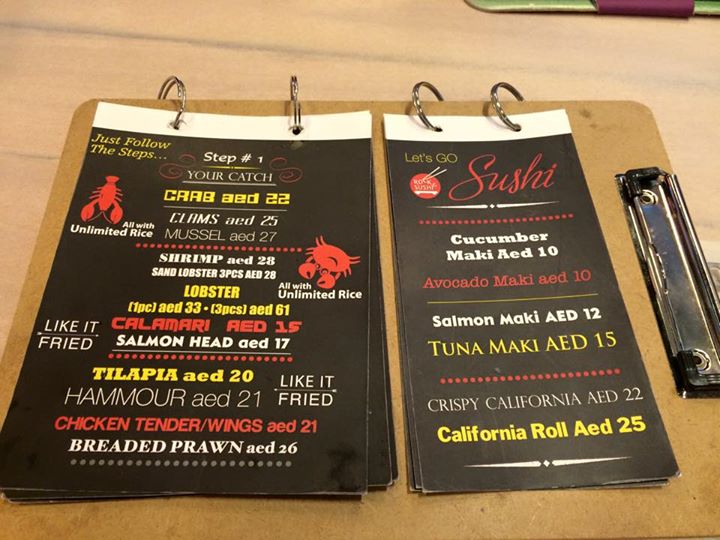 Just Follow
The Steps...
Step # 1
YOUR CATCH
CRAB aed 22
CLAMS aed 25
MUSSEL aed 27
All with
Unlimited Rice
SHRIMP aed 28
SAND LOBSTER 3PCS AED 28
All with
Unlimited Rice
LOBSTER
(1pc) aed 33 • (3pcs) aed 61
LIKE IT
FRIED
CALAMARI AED 15
SALMON HEAD aed 17
TILAPIA aed 20
HAMMOUR aed 21
LIKE IT
FRIED
CHICKEN TENDER/WINGS aed 21
BREADED PRAWN aed 26
Let's GO
Sushi
Cucumber
Maki Aed 10
Avocado Maki aed 10
Salmon Maki AED 12
TUNA MAKI AED 15
CRISPY CALIFORNIA AED 22
California Roll Aed 25